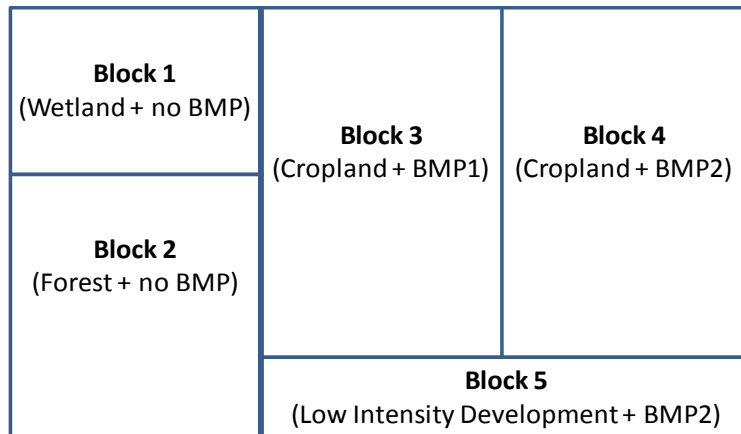 Block 1
(Wetland + no BMP)
Block 2
(Forest + no BMP)
Block 3
(Cropland + BMP1)
Block 4
(Cropland + BMP2)
Block 5
(Low Intensity Development + BMP2)